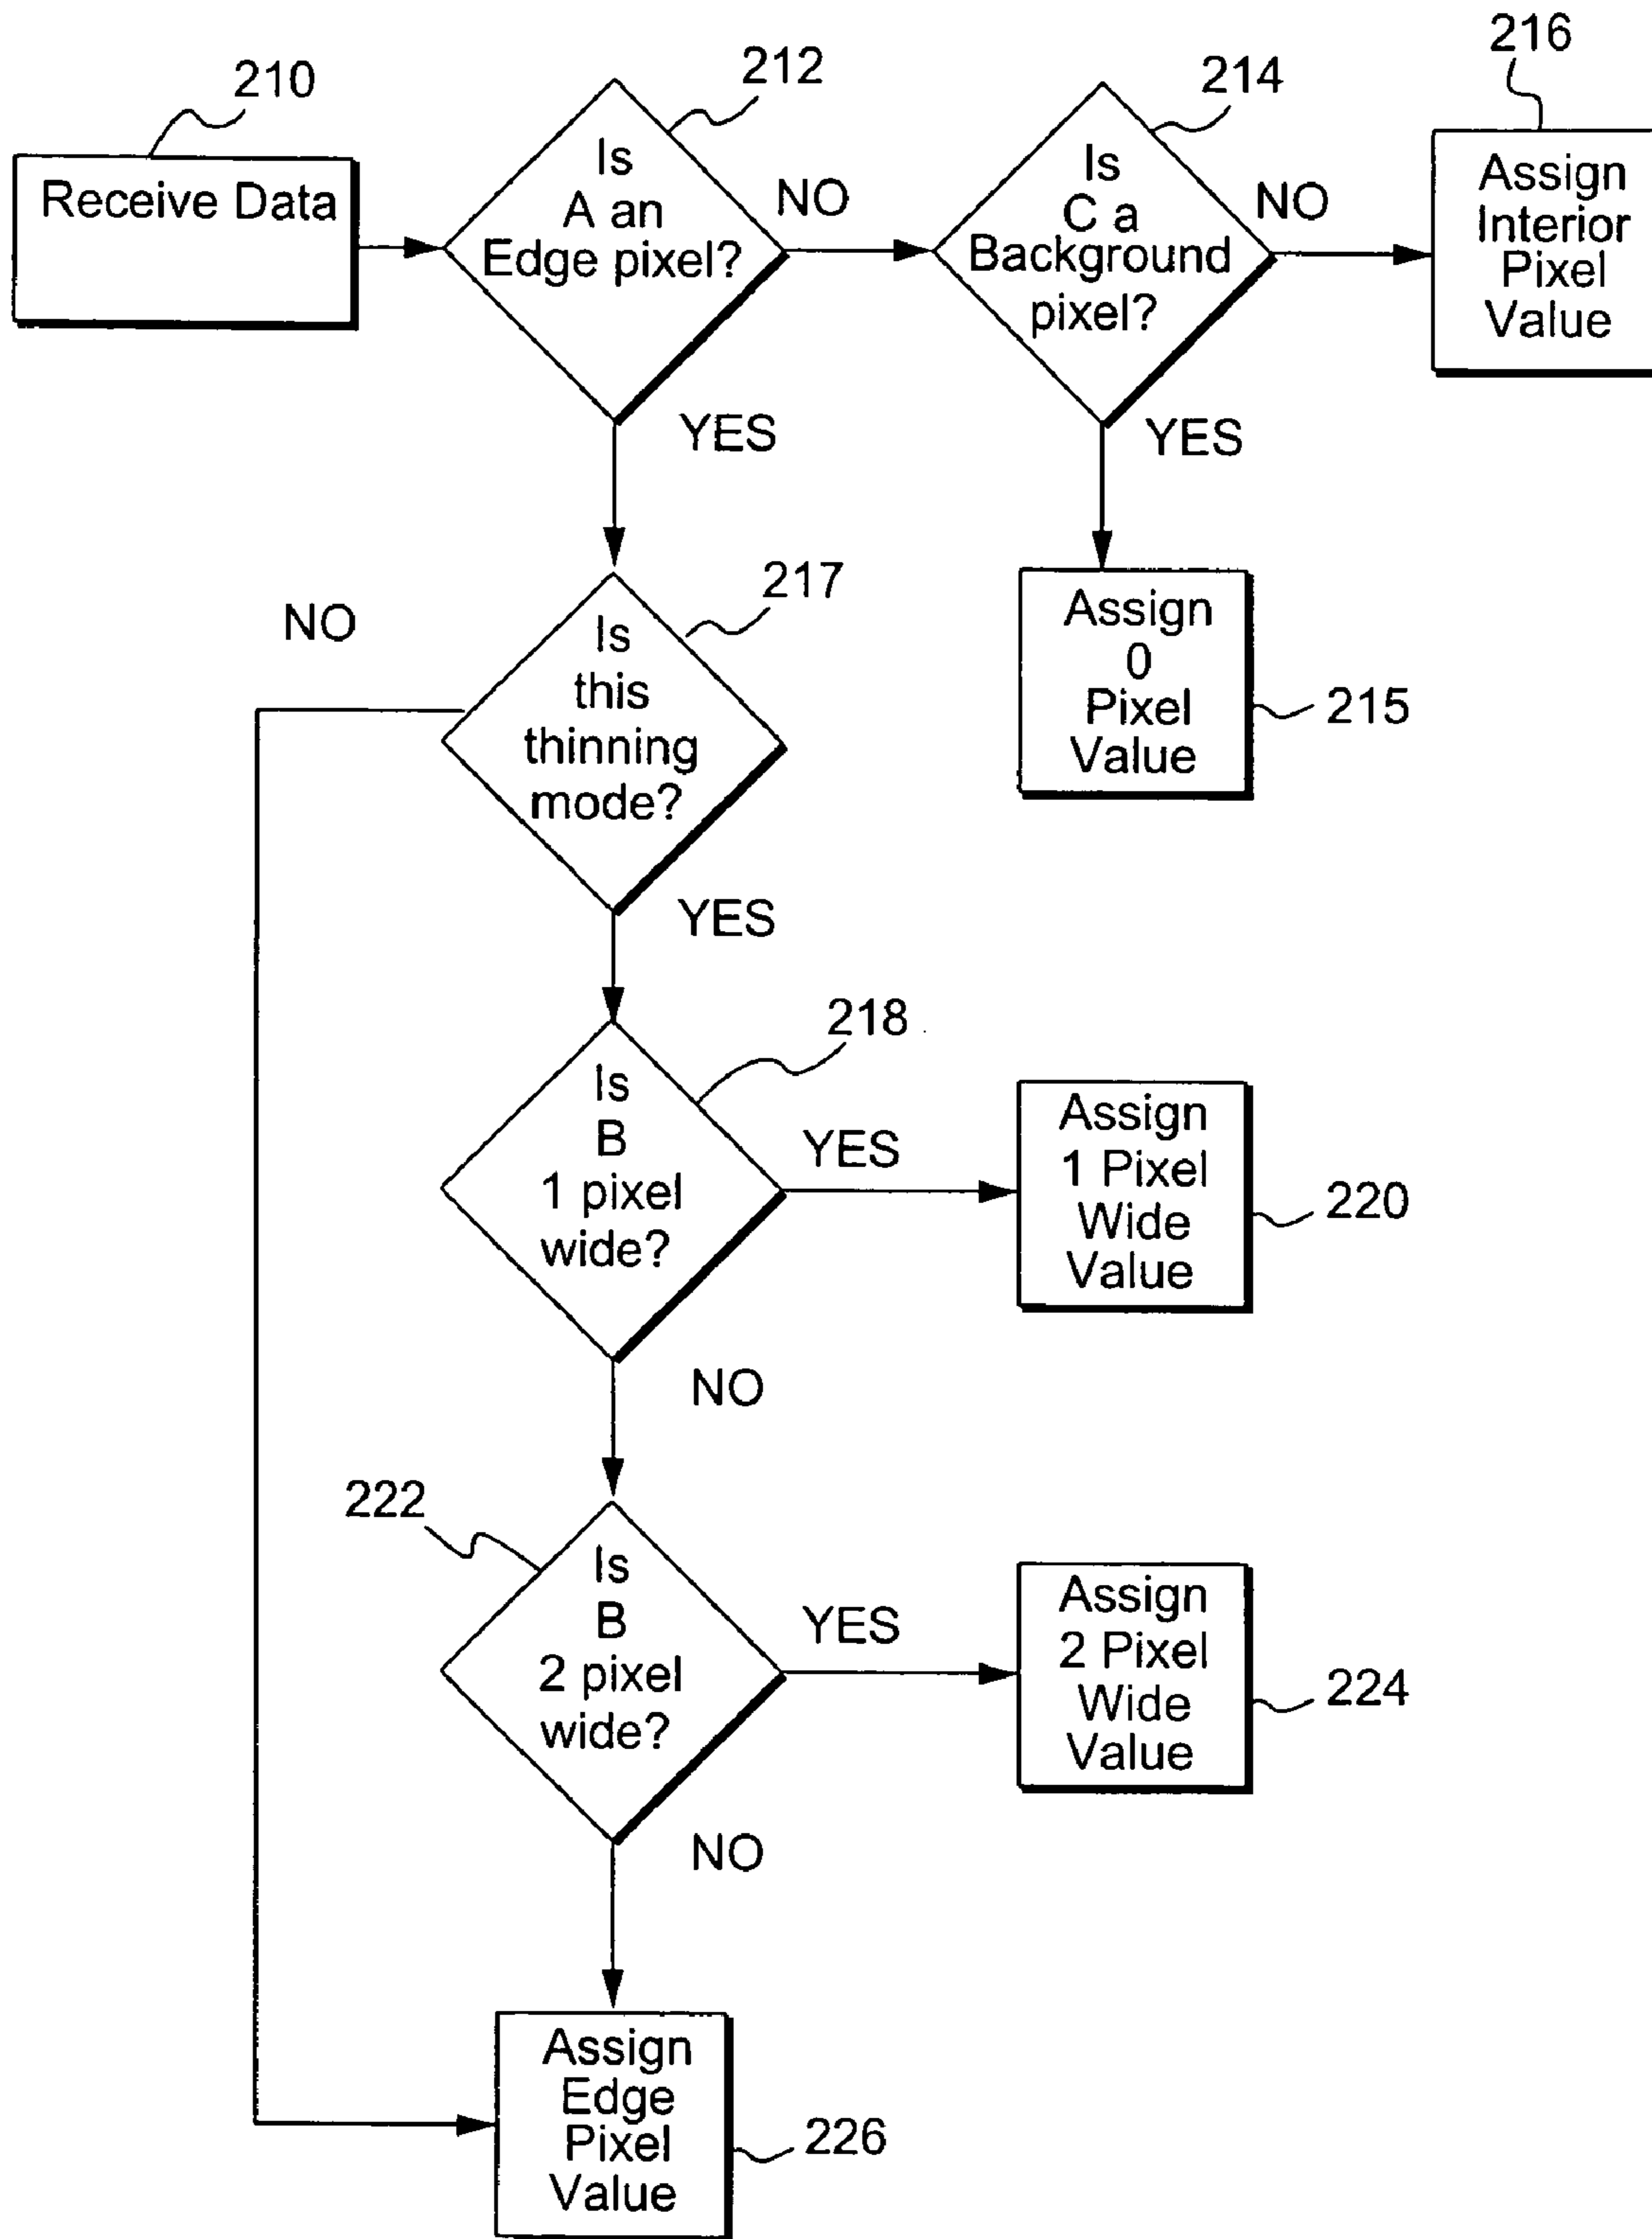 210
Receive Data
212
Is
A an
Edge pixel?
NO
214
Is
C a
Background
pixel?
NO
216
Assign
Interior
Pixel
Value
YES
YES
Assign
0
Pixel
Value
215
NO
217
Is
this
thinning
mode?
YES
218
Is
B
1 pixel
wide?
YES
Assign
1 Pixel
Wide
Value
220
NO
222
Is
B
2 pixel
wide?
YES
Assign
2 Pixel
Wide
Value
224
NO
Assign
Edge
Pixel
Value
226